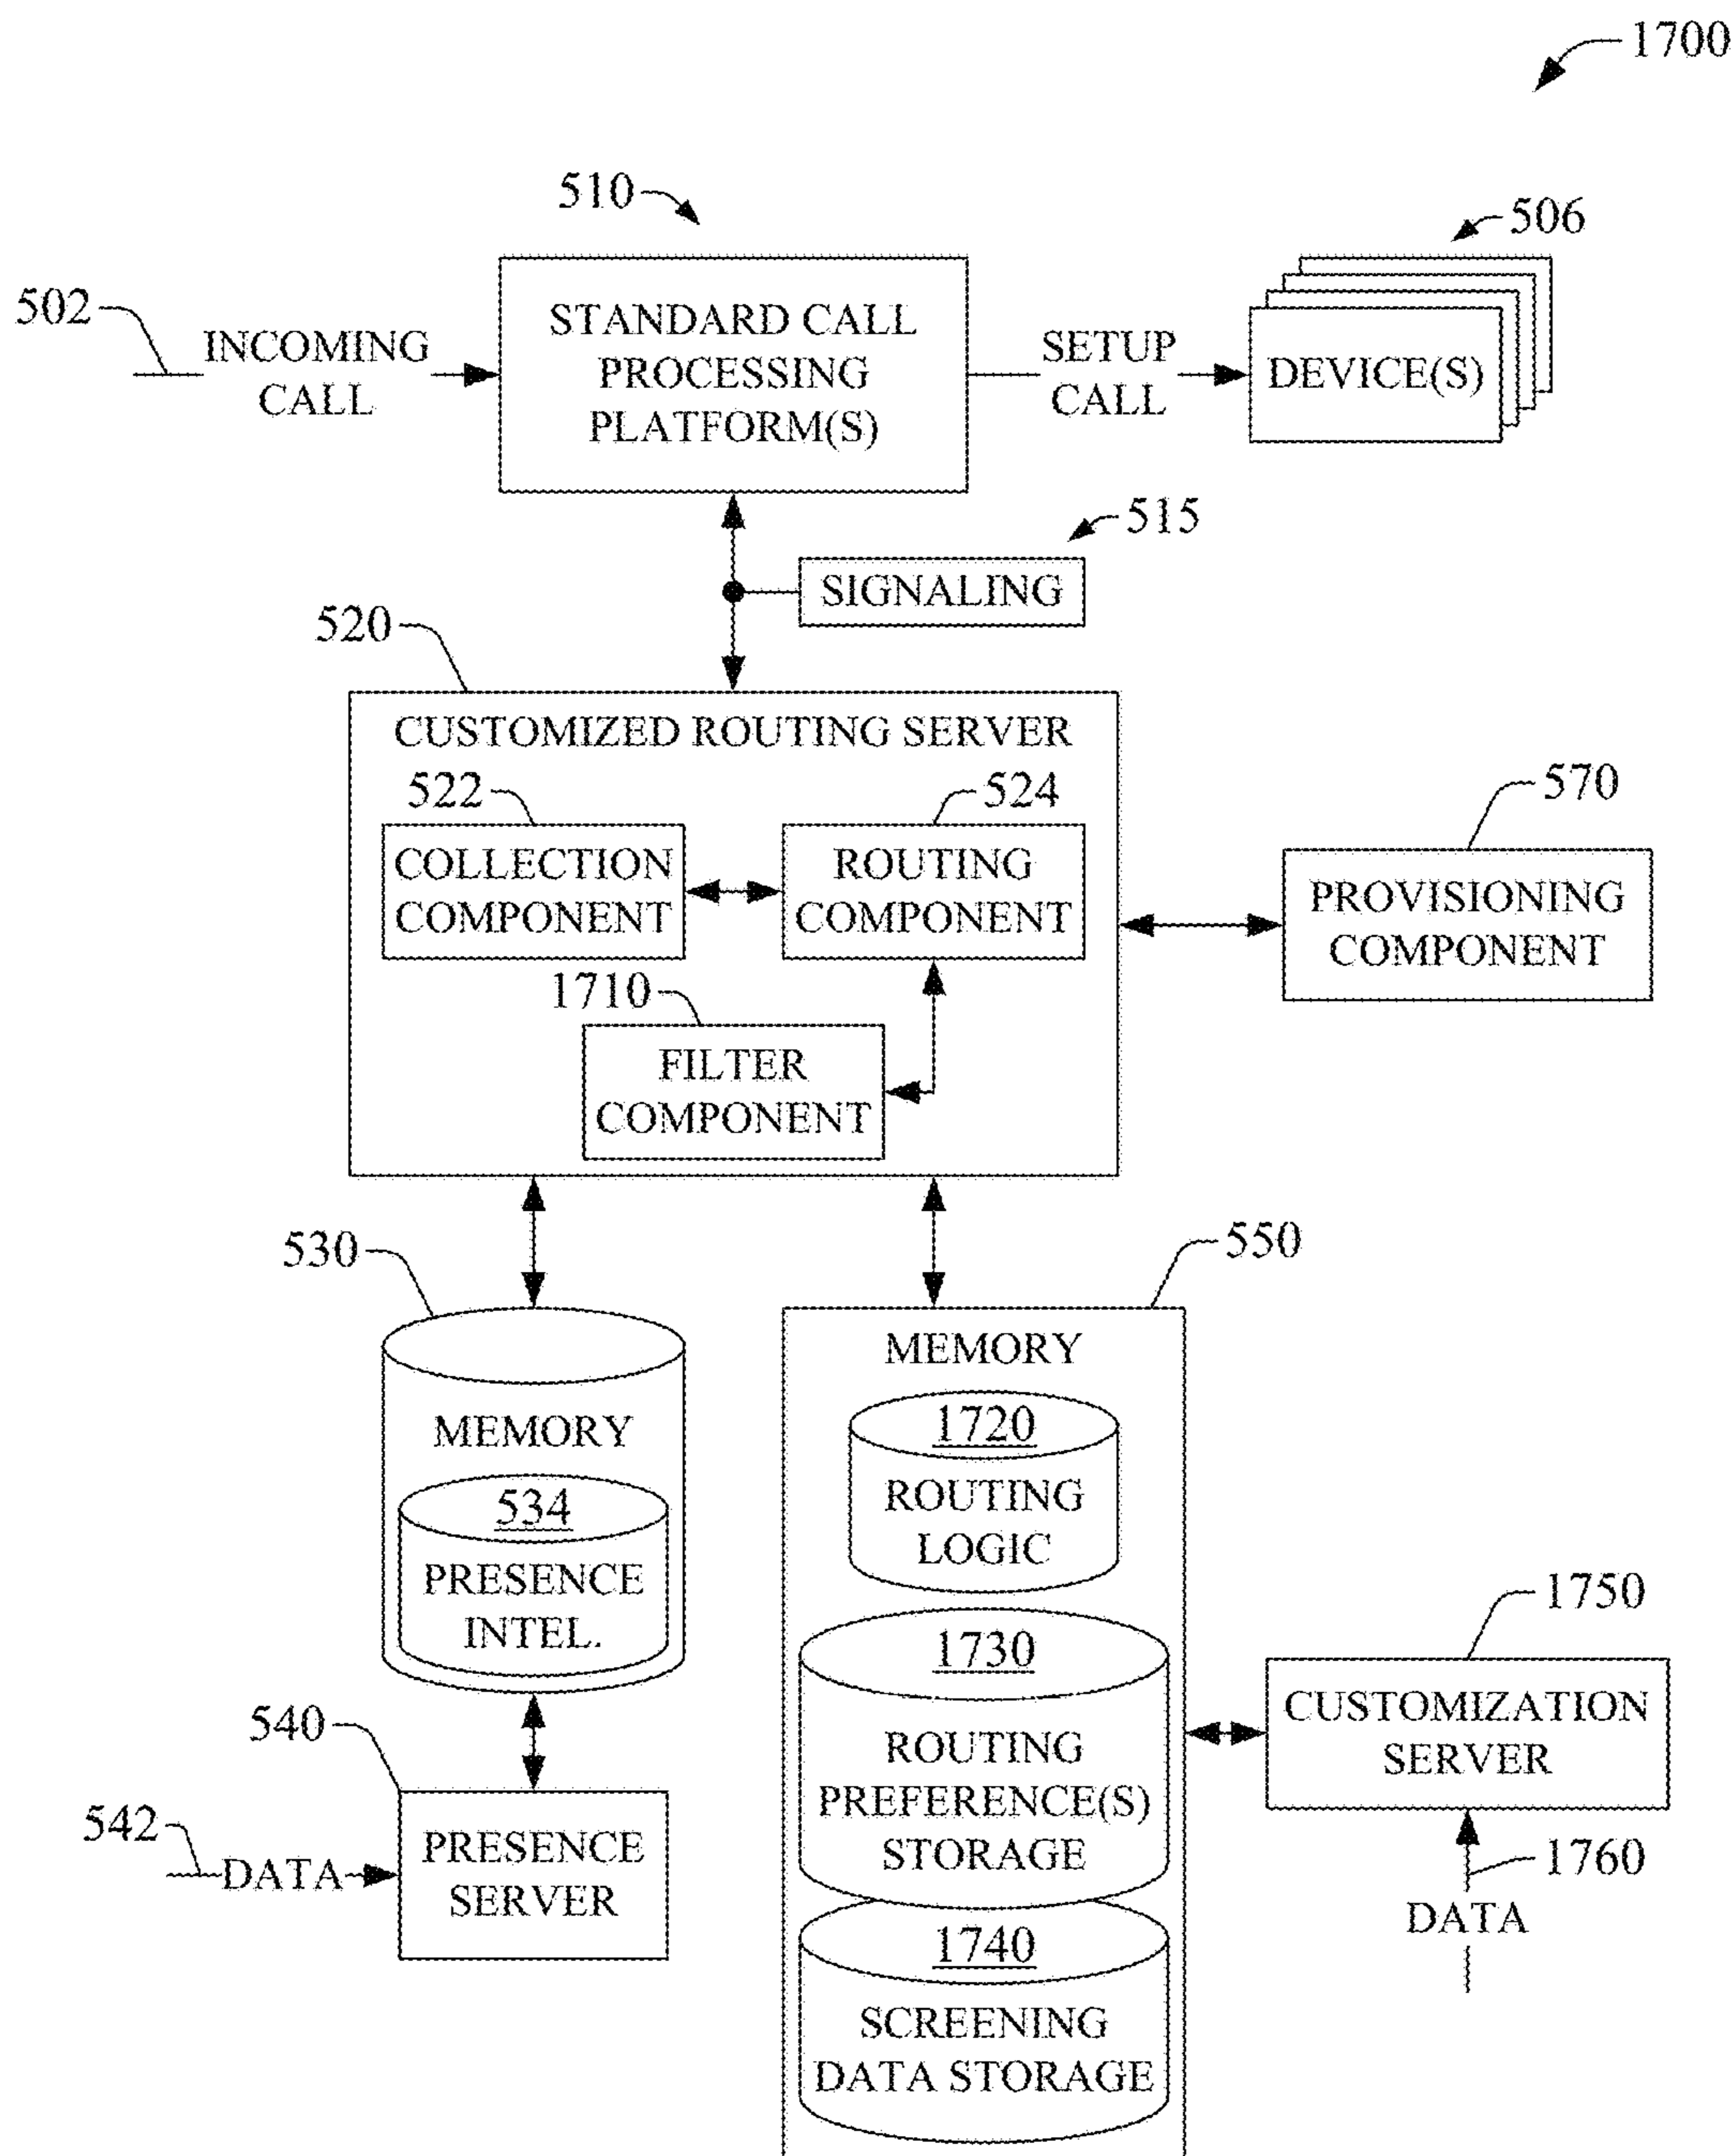 1700
510
506
502
INCOMING
CALL
STANDARD CALL
PROCESSING
PLATFORM(S)
SETUP
CALL
DEVICE(S)
515
SIGNALING
520
CUSTOMIZED ROUTING SERVER
522
524
570
COLLECTION
COMPONENT
ROUTING
COMPONENT
PROVISIONING
COMPONENT
1710
FILTER
COMPONENT
530
550
MEMORY
534
PRESENCE
INTEL.
MEMORY
1720
ROUTING
LOGIC
1730
ROUTING
PREFERENCE(S)
STORAGE
1740
SCREENING
DATA STORAGE
1750
CUSTOMIZATION
SERVER
1760
DATA
540
542
DATA
PRESENCE
SERVER